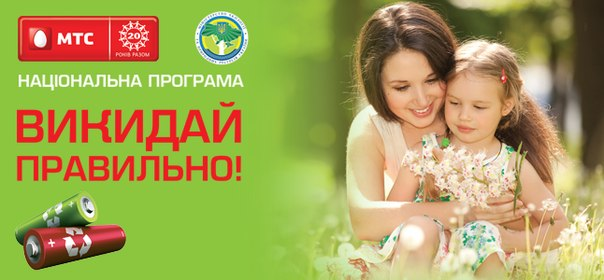 МТС
20
РОКІВ РАЗОМ
НАЦІОНАЛЬНА ПРОГРАМА
ВИКИДАЙ
ПРАВИЛЬНО!